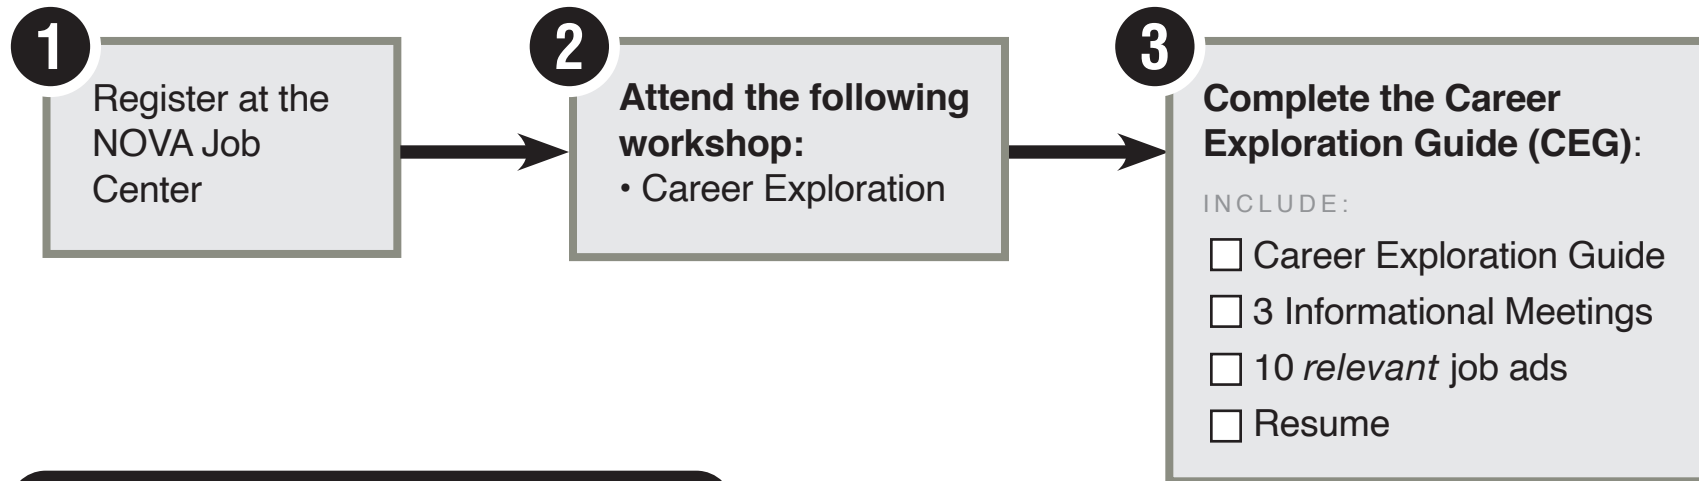 1
Register at the
NOVA Job
Center
2
Attend the following
workshop:
• Career Exploration
3
Complete the Career
Exploration Guide (CEG):
INCLUDE:
Career Exploration Guide
3 Informational Meetings
10 relevant job ads
Resume